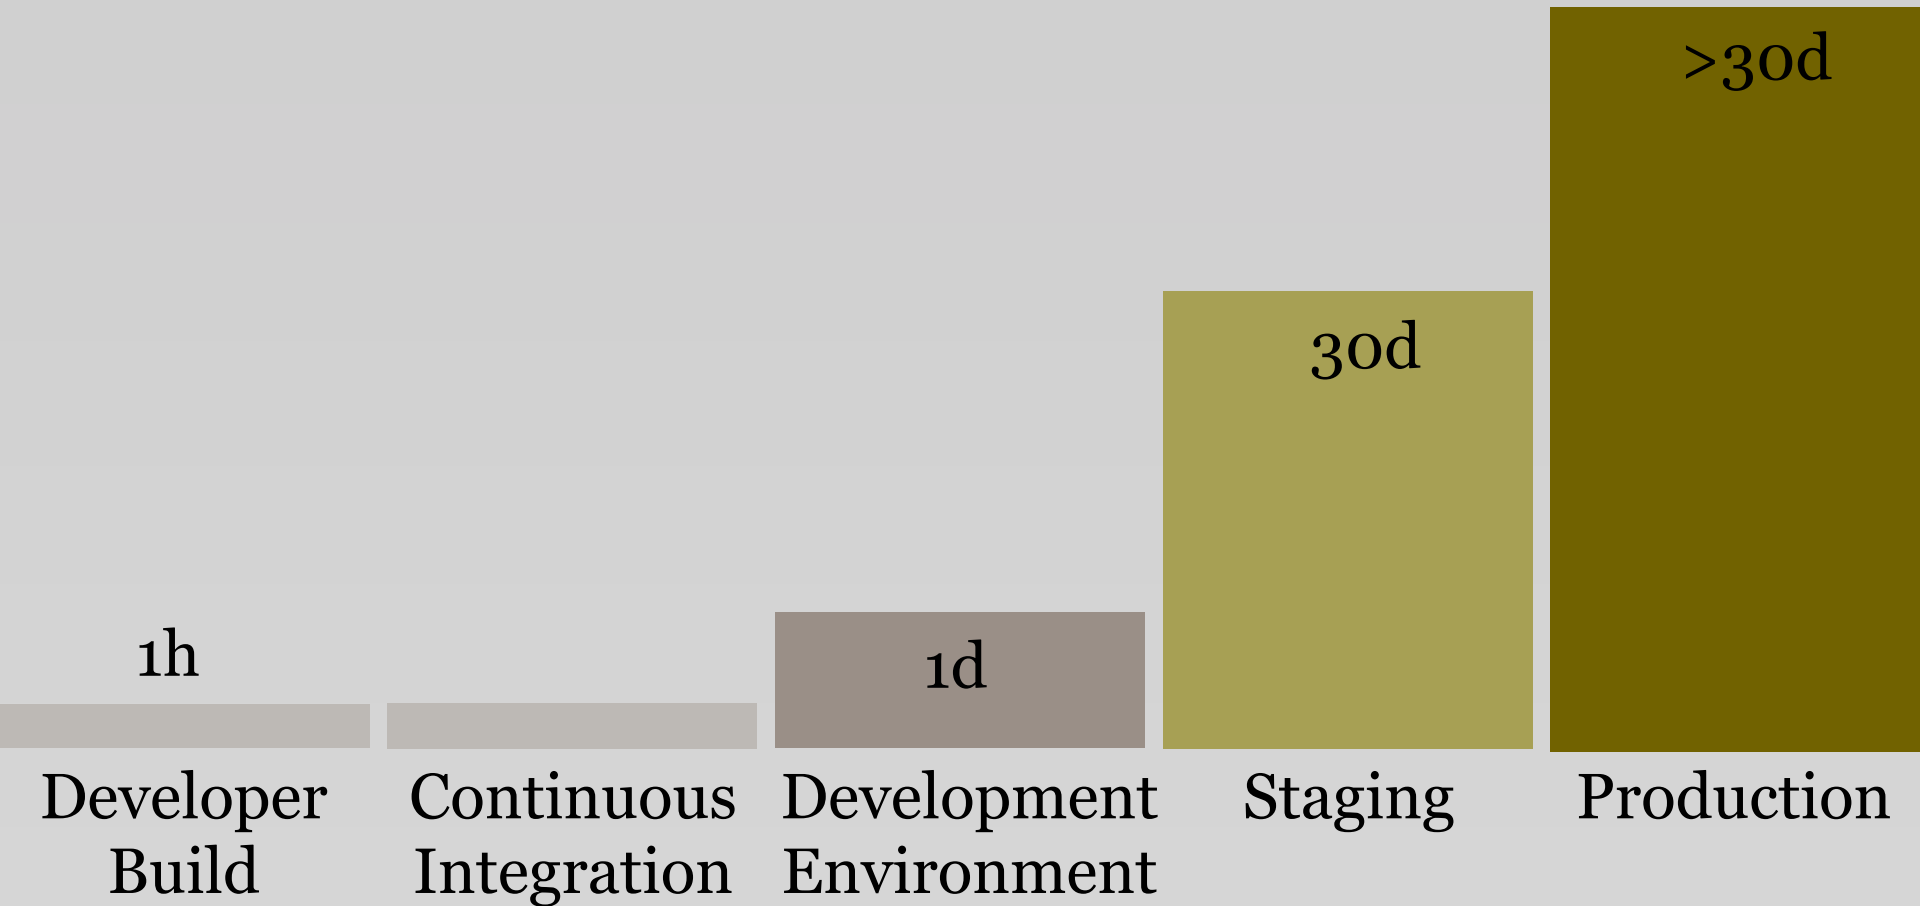 >30d
30d
1h
1d
Developer
Build
Continuous
Integration
Development
Environment
Staging
Production